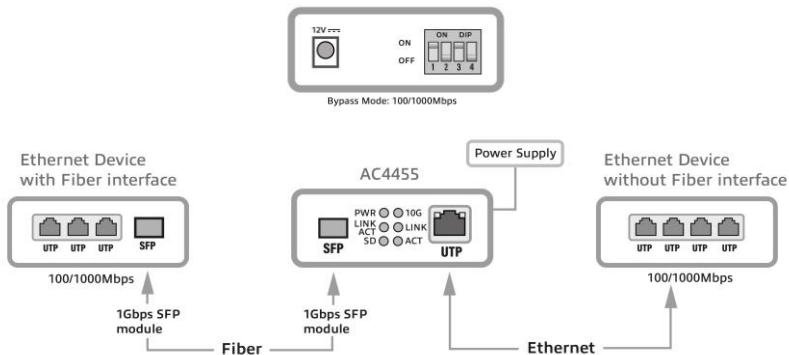 12V
ON DIP
ON
OFF
1 2 3 4
Bypass Mode: 100/1000Mbps
Power Supply
Ethernet Device
with Fiber interface
AC4455
Ethernet Device
without Fiber interface
UTP UTP UTP SFP
PWR 10G
LINK ACT LINK
SD ACT
SFP
UTP
UTP UTP UTP UTP
100/1000Mbps
100/1000Mbps
1Gbps SFP
module
1Gbps SFP
module
Fiber
Ethernet